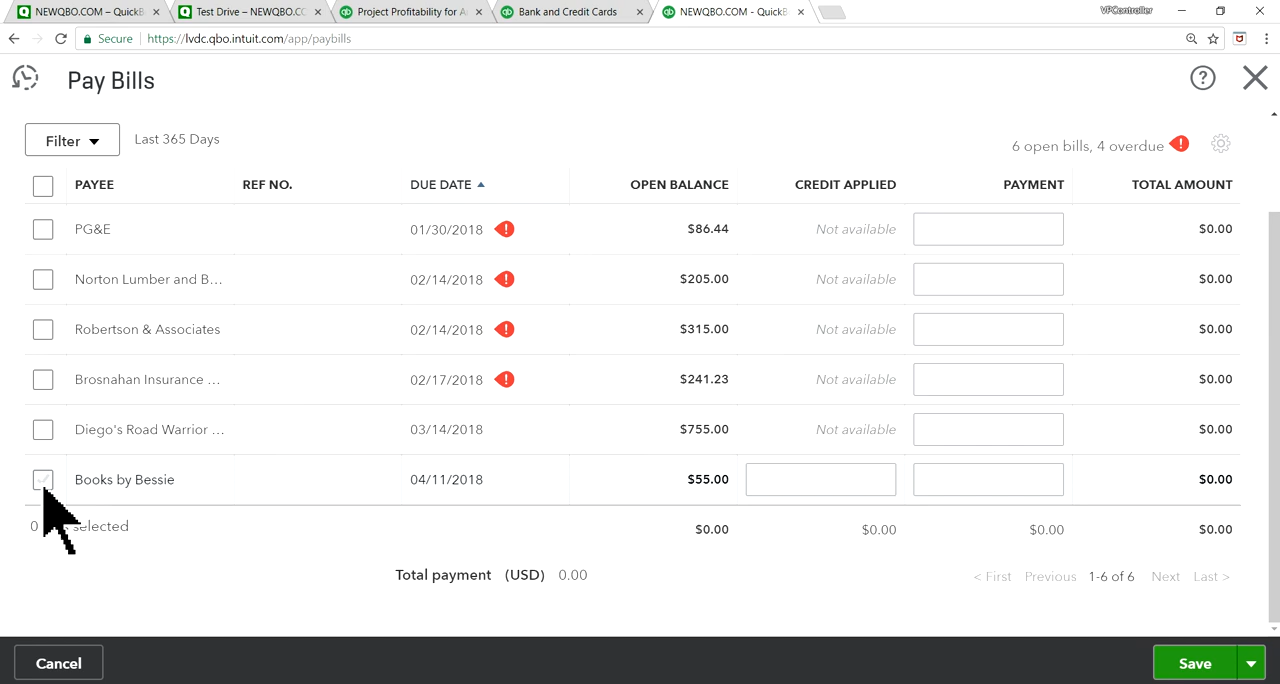 NEWQBO.COM – QuickB
Test Drive – NEWQBO.CO
Project Profitability for A
Bank and Credit Cards
NEWQBO.COM - QuickB
VPController
Secure https://lvdc.qbo.intuit.com/app/paybills
Pay Bills
Filter Last 365 Days
6 open bills, 4 overdue
PAYEE REF NO. DUE DATE OPEN BALANCE CREDIT APPLIED PAYMENT TOTAL AMOUNT
PG&E 01/30/2018 $86.44 Not available $0.00
Norton Lumber and B... 02/14/2018 $205.00 Not available $0.00
Robertson & Associates 02/14/2018 $315.00 Not available $0.00
Brosnahan Insurance ... 02/17/2018 $241.23 Not available $0.00
Diego's Road Warrior ... 03/14/2018 $755.00 Not available $0.00
Books by Bessie 04/11/2018 $55.00 $0.00
0 selected $0.00 $0.00 $0.00 $0.00
Total payment (USD) 0.00
< First Previous 1-6 of 6 Next Last >
Cancel Save